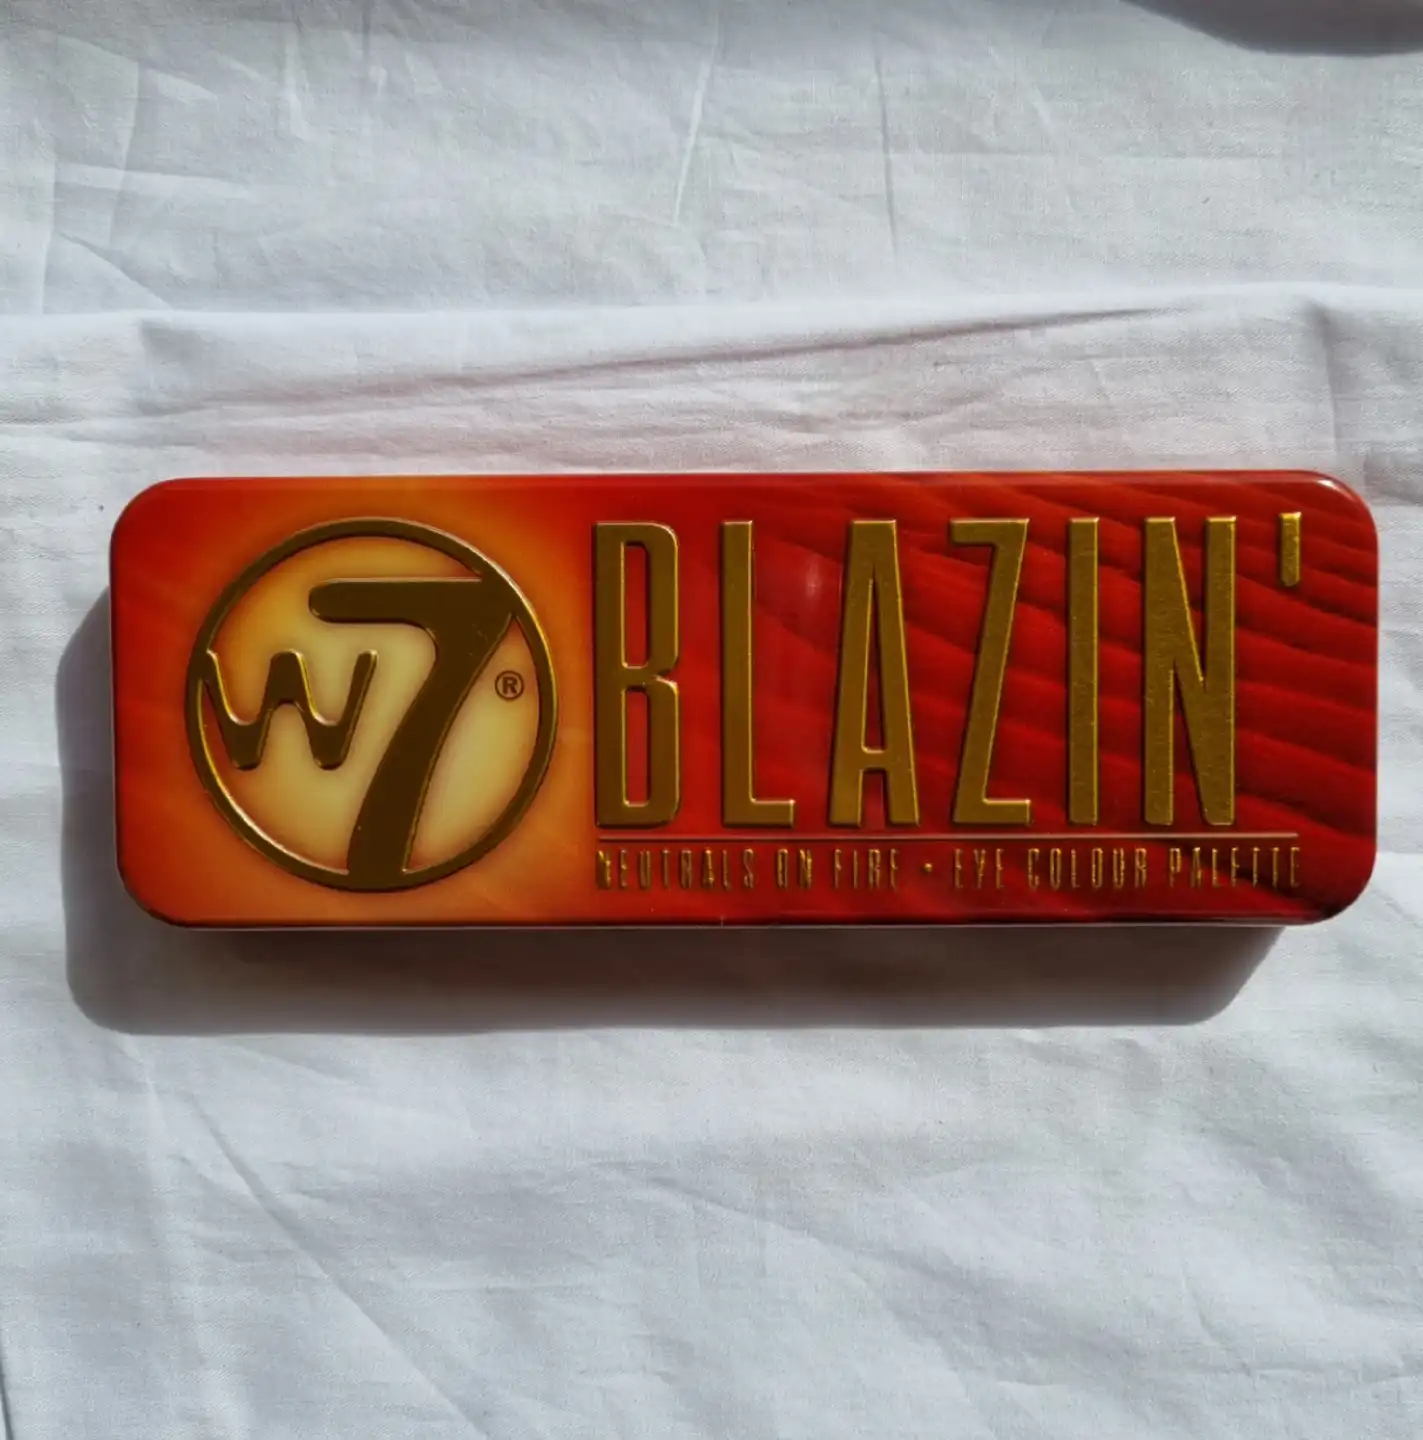 W7®
BLAZIN'
NEUTRALS ON FIRE • EYE COLOUR PALETTE